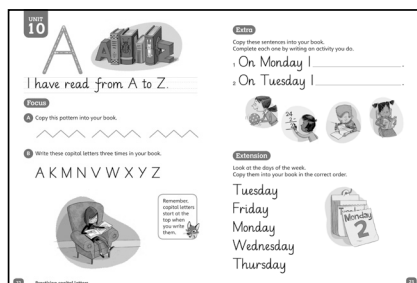 UNIT
10
A
I have read from A to Z.
Focus
A Copy this pattern into your book.
B Write these capital letters three times in your book.
A K M N V W X Y Z
Remember,
capital letters
start at the
top when
you write
them.
22 Practising capital letters
Extra
Copy these sentences into your book.
Complete each one by writing an activity you do.
1 On Monday I .
2 On Tuesday I .
Extension
Look at the days of the week.
Copy them into your book in the correct order.
Tuesday
Friday
Monday
Wednesday
Thursday
Monday
2